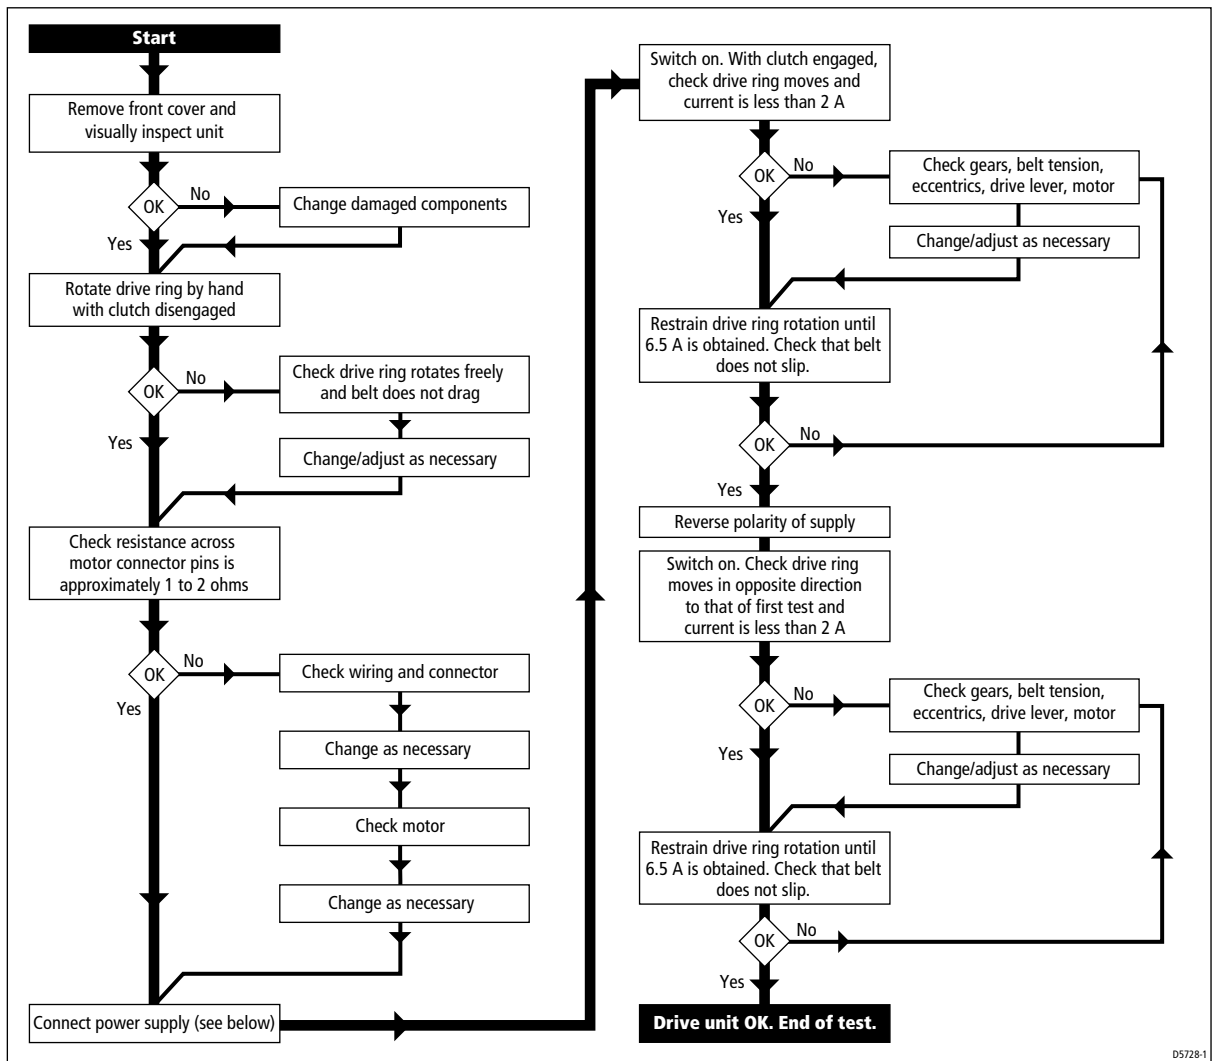 Start
Remove front cover and
visually inspect unit
OK
No
Change damaged components
Yes
Rotate drive ring by hand
with clutch disengaged
OK
No
Check drive ring rotates freely
and belt does not drag
Yes
Change/adjust as necessary
Check resistance across
motor connector pins is
approximately 1 to 2 ohms
OK
No
Check wiring and connector
Yes
Change as necessary
Check motor
Change as necessary
Connect power supply (see below)
Switch on. With clutch engaged,
check drive ring moves and
current is less than 2 A
OK
No
Check gears, belt tension,
eccentrics, drive lever, motor
Yes
Change/adjust as necessary
Restrain drive ring rotation until
6.5 A is obtained. Check that belt
does not slip.
OK
No
Yes
Reverse polarity of supply
Switch on. Check drive ring
moves in opposite direction
to that of first test and
current is less than 2 A
OK
No
Check gears, belt tension,
eccentrics, drive lever, motor
Yes
Change/adjust as necessary
Restrain drive ring rotation until
6.5 A is obtained. Check that belt
does not slip.
OK
No
Yes
Drive unit OK. End of test.
D5728-1